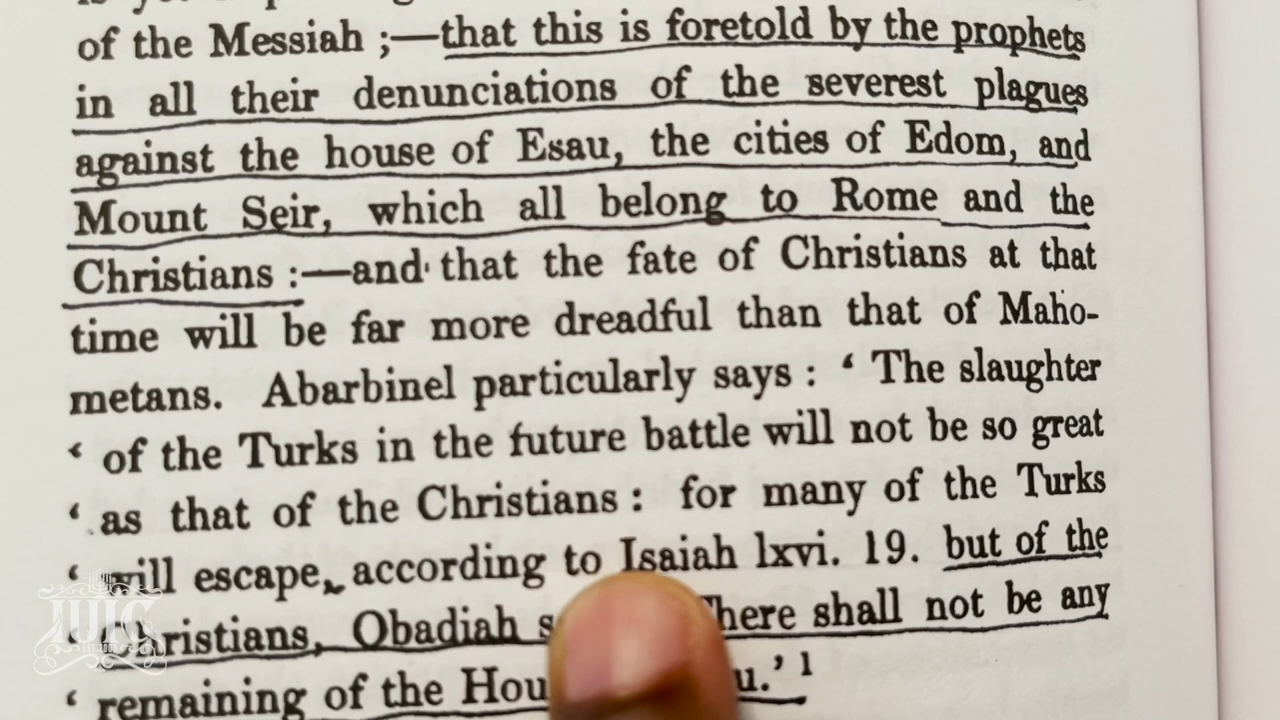 of the Messiah ;—that this is foretold by the prophets
in all their denunciations of the severest plagues
against the house of Esau, the cities of Edom, and
Mount Seir, which all belong to Rome and the
Christians :—and that the fate of Christians at that
time will be far more dreadful than that of Maho-
metans. Abarbinel particularly says : ‘ The slaughter
‘ of the Turks in the future battle will not be so great
‘ as that of the Christians : for many of the Turks
‘ will escape, according to Isaiah lxvi. 19. but of the
‘ Christians, Obadiah here shall not be any
‘ remaining of the u.’ 1
IUIC